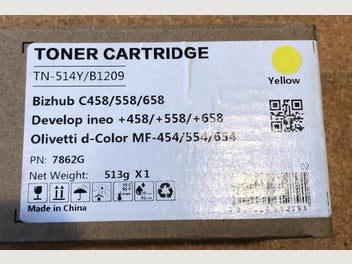 TONER CARTRIDGE
TN-514Y/B1209
Yellow
Bizhub C458/558/658
Develop ineo +458/+558/+658
Olivetti d-Color MF-454/554/654
PN: 7862G
Net Weight: 513g X1
02
Made in China